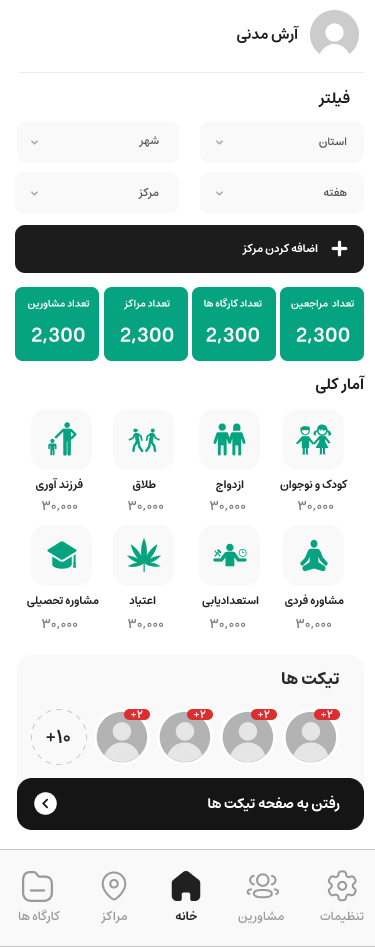 آرش مدنی
فیلتر
استان
شهر
هفته
مرکز
اضافه کردن مرکز
تعداد مراجعین
تعداد کارگاه ها
تعداد مراکز
تعداد مشاورین
2,300
2,300
2,300
2,300
آمار کلی
کودک و نوجوان
ازدواج
طلاق
فرزند آوری
۳۰,۰۰۰
۳۰,۰۰۰
۳۰,۰۰۰
۳۰,۰۰۰
مشاوره فردی
استعدادیابی
اعتیاد
مشاوره تحصیلی
۳۰,۰۰۰
۳۰,۰۰۰
۳۰,۰۰۰
۳۰,۰۰۰
تیکت ها
+۲
+۲
+۲
+۲
+۱۰
رفتن به صفحه تیکت ها
تنظیمات
مشاورین
خانه
مراکز
کارگاه ها